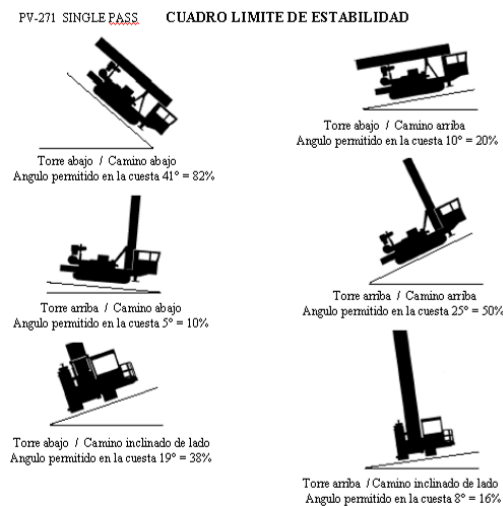 PV-271 SINGLE PASS CUADRO LIMITE DE ESTABILIDAD
Torre abajo / Camino abajo
Angulo permitido en la cuesta 41° = 82%
Torre abajo / Camino arriba
Angulo permitido en la cuesta 10° = 20%
Torre arriba / Camino abajo
Angulo permitido en la cuesta 5° = 10%
Torre arriba / Camino arriba
Angulo permitido en la cuesta 25° = 50%
Torre abajo / Camino inclinado de lado
Angulo permitido en la cuesta 19° = 38%
Torre arriba / Camino inclinado de lado
Angulo permitido en la cuesta 8° = 16%